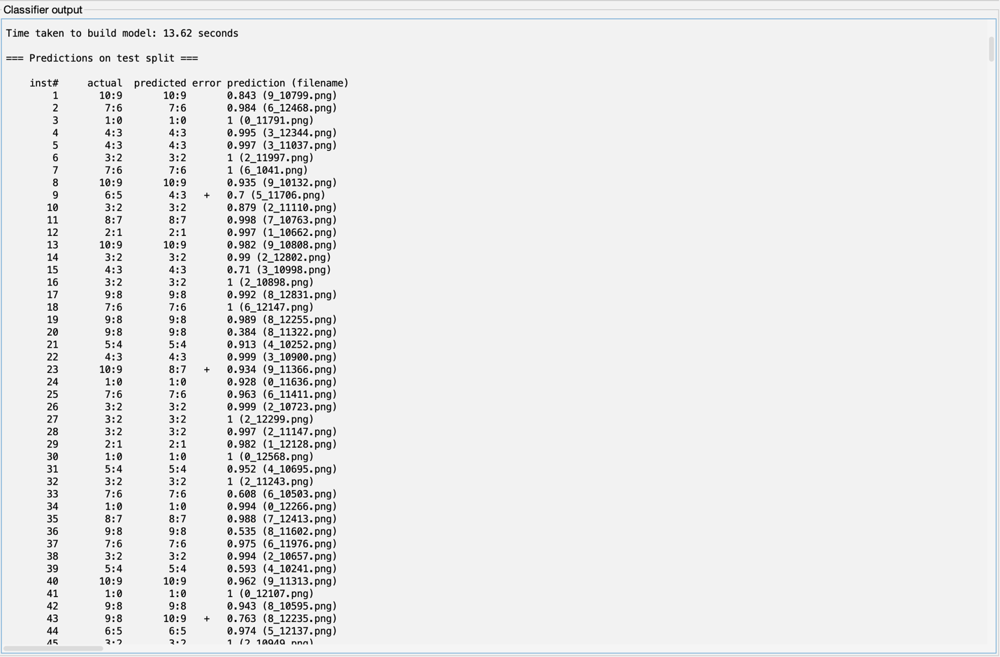 Classifier output
Time taken to build model: 13.62 seconds
=== Predictions on test split ===
inst# actual predicted error prediction (filename)
1 10:9 10:9 0.843 (9_10799.png)
2 7:6 7:6 0.984 (6_12468.png)
3 1:0 1:0 1 (0_11791.png)
4 4:3 4:3 0.995 (3_12344.png)
5 4:3 4:3 0.997 (3_11037.png)
6 3:2 3:2 1 (2_11997.png)
7 7:6 7:6 1 (6_1041.png)
8 10:9 10:9 0.935 (9_10132.png)
9 6:5 4:3 + 0.7 (5_11706.png)
10 3:2 3:2 0.879 (2_11110.png)
11 8:7 8:7 0.998 (7_10763.png)
12 2:1 2:1 0.997 (1_10662.png)
13 10:9 10:9 0.982 (9_10808.png)
14 3:2 3:2 0.99 (2_12802.png)
15 4:3 4:3 0.71 (3_10998.png)
16 3:2 3:2 1 (2_10898.png)
17 9:8 9:8 0.992 (8_12831.png)
18 7:6 7:6 1 (6_12147.png)
19 9:8 9:8 0.989 (8_12255.png)
20 9:8 9:8 0.384 (8_11322.png)
21 5:4 5:4 0.913 (4_10252.png)
22 4:3 4:3 0.999 (3_10900.png)
23 10:9 8:7 + 0.934 (9_11366.png)
24 1:0 1:0 0.928 (0_11636.png)
25 7:6 7:6 0.963 (6_11411.png)
26 3:2 3:2 0.999 (2_10723.png)
27 3:2 3:2 1 (2_12299.png)
28 3:2 3:2 0.997 (2_11147.png)
29 2:1 2:1 0.982 (1_12128.png)
30 1:0 1:0 1 (0_12568.png)
31 5:4 5:4 0.952 (4_10695.png)
32 3:2 3:2 1 (2_11243.png)
33 7:6 7:6 0.608 (6_10503.png)
34 1:0 1:0 0.994 (0_12266.png)
35 8:7 8:7 0.988 (7_12413.png)
36 9:8 9:8 0.535 (8_11602.png)
37 7:6 7:6 0.975 (6_11976.png)
38 3:2 3:2 0.994 (2_10657.png)
39 5:4 5:4 0.593 (4_10241.png)
40 10:9 10:9 0.962 (9_11313.png)
41 1:0 1:0 1 (0_12107.png)
42 9:8 9:8 0.943 (8_10595.png)
43 9:8 10:9 + 0.763 (8_12235.png)
44 6:5 6:5 0.974 (5_12137.png)
45 3:2 3:2 1 (2_10949.png)